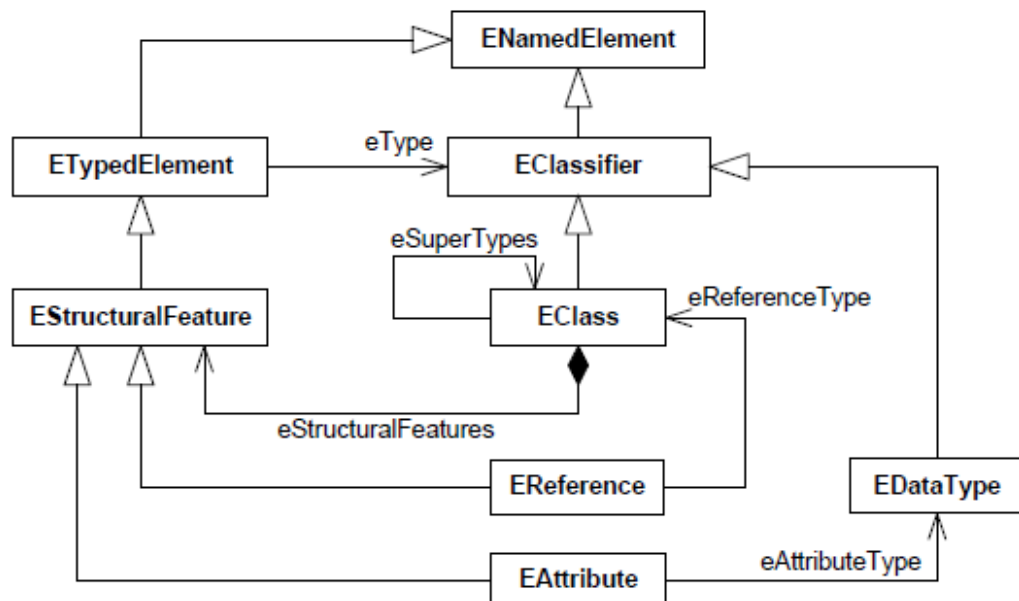 ENamedElement
ETypedElement
eType
EClassifier
eSuperTypes
EStructuralFeature
EClass
eReferenceType
eStructuralFeatures
EReference
EDataType
EAttribute
eAttributeType